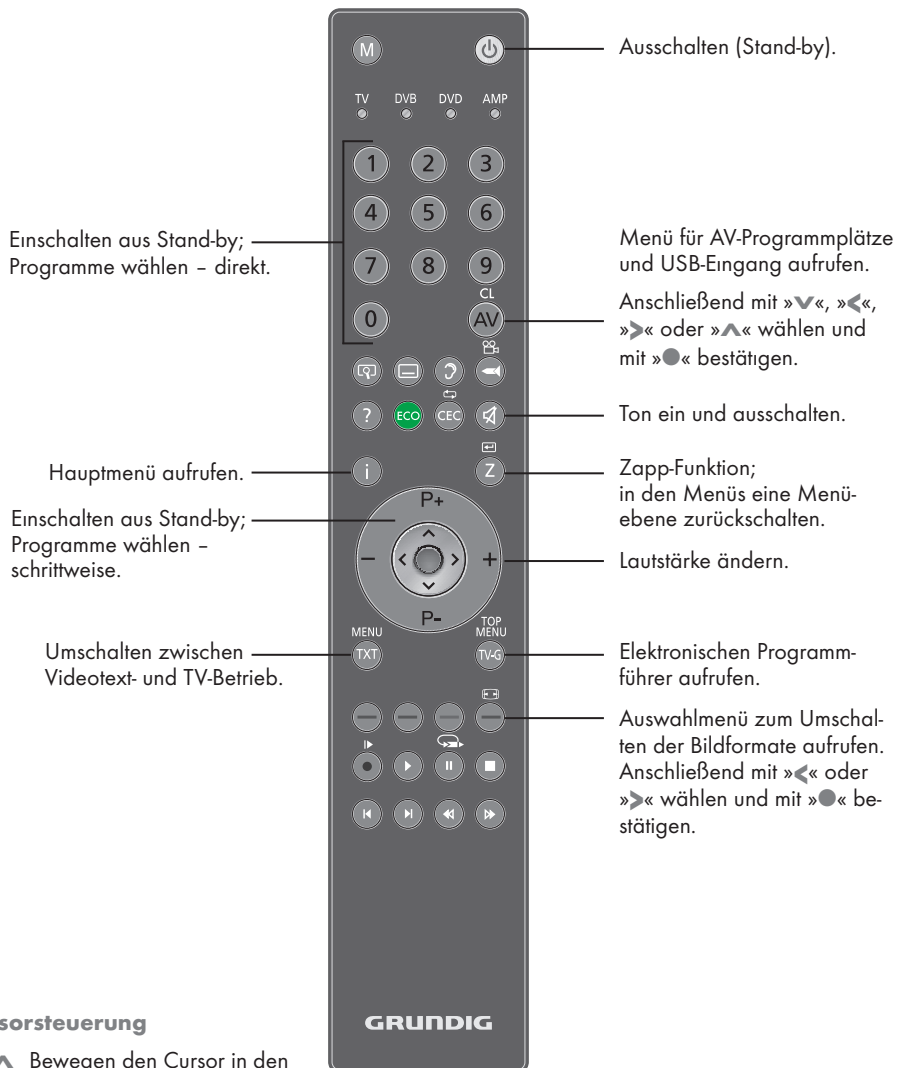 M
Ausschalten (Stand-by).
TV DVB DVD AMP
1 2 3
4 5 6
7 8 9
CL
0 AV
Einschalten aus Stand-by;
Programme wählen – direkt.
Menü für AV-Programmplätze
und USB-Eingang aufrufen.
Anschließend mit »⌄«, »<«,
»>« oder »⌃« wählen und
mit »●« bestätigen.
? ECO CEC
Ton ein und ausschalten.
Hauptmenü aufrufen.
i Z
Zapp-Funktion;
in den Menüs eine Menü-
ebene zurückschalten.
Einschalten aus Stand-by;
Programme wählen –
schrittweise.
P+
- +
P-
Lautstärke ändern.
MENU TOP
MENU
TXT TV-G
Umschalten zwischen
Videotext- und TV-Betrieb.
Elektronischen Programm-
führer aufrufen.
Auswahlmenü zum Umschal-
ten der Bildformate aufrufen.
Anschließend mit »<« oder
»>« wählen und mit »●« be-
stätigen.
GRUNDIG
sorsteuerung
⌃ Bewegen den Cursor in den